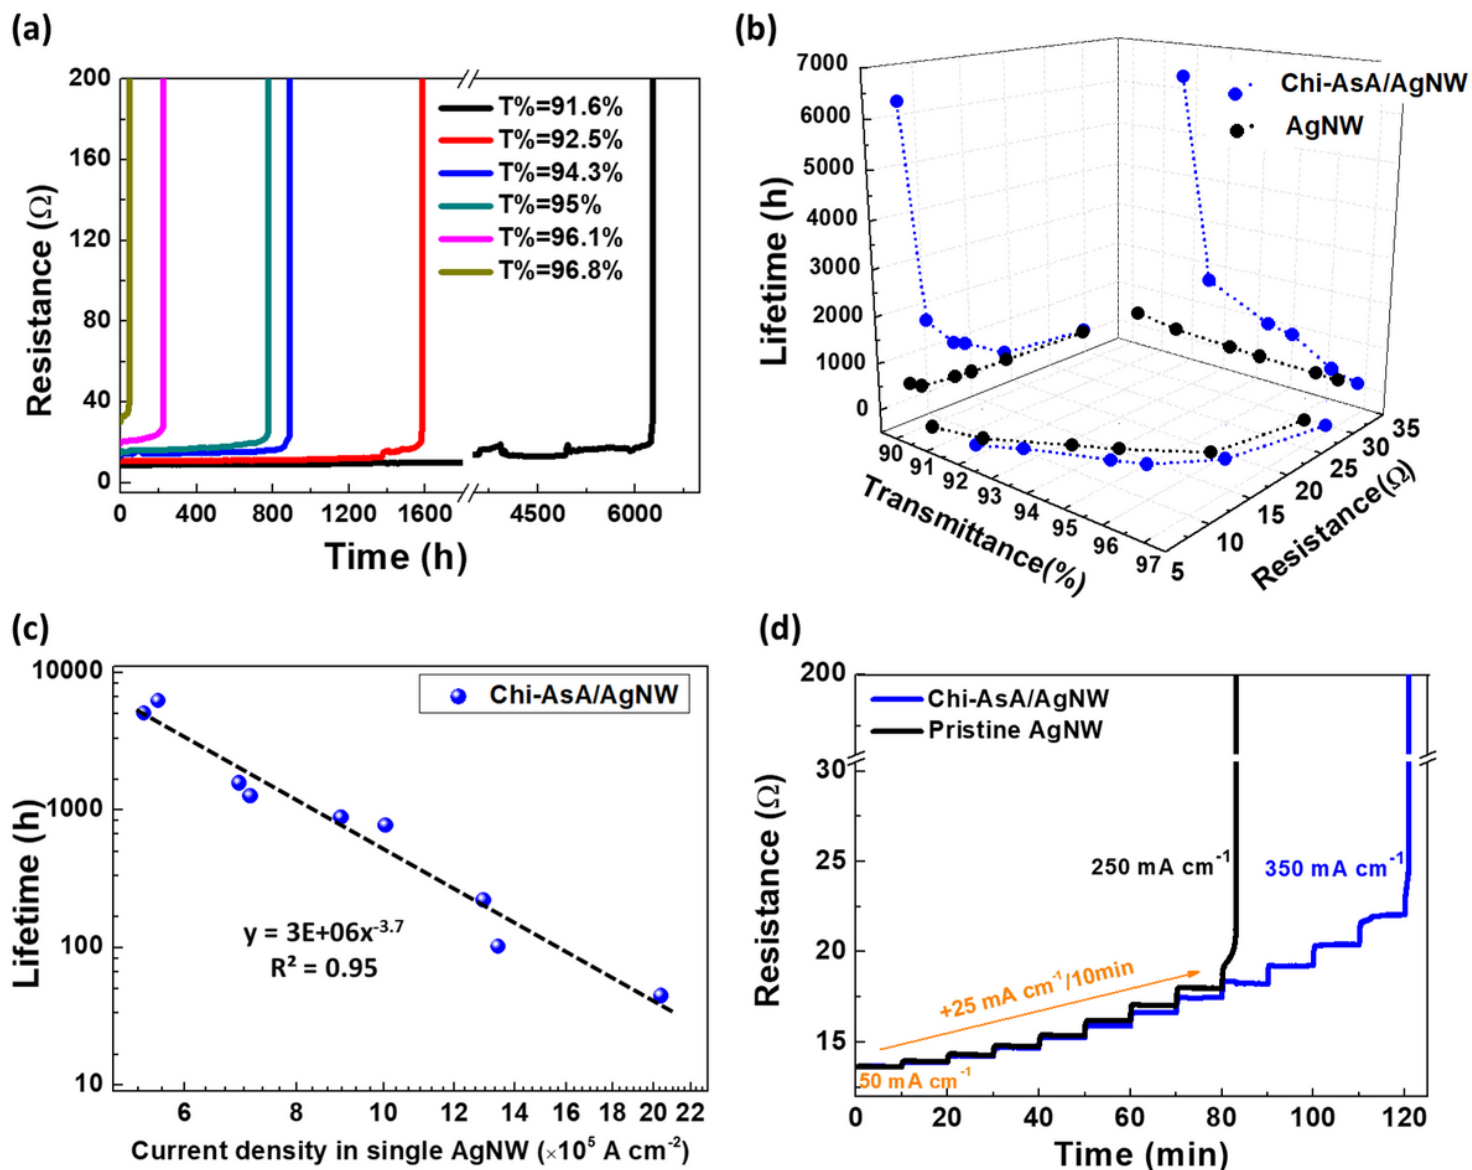 (a)
200
160
120
80
40
0
Resistance (Ω)
T%=91.6%
T%=92.5%
T%=94.3%
T%=95%
T%=96.1%
T%=96.8%
0 400 800 1200 1600 4500 6000
Time (h)
(b)
7000
6000
5000
4000
3000
2000
1000
0
Lifetime (h)
Chi-AsA/AgNW
AgNW
90 91 92 93 94 95 96 97
Transmittance(%)
5 10 15 20 25 30 35
Resistance(Ω)
(c)
10000
1000
100
10
Lifetime (h)
Chi-AsA/AgNW
y = 3E+06x⁻³·⁷
R² = 0.95
6 8 10 12 14 16 18 20 22
Current density in single AgNW (×10⁵ A cm⁻²)
(d)
200
30
25
20
15
Resistance (Ω)
Chi-AsA/AgNW
Pristine AgNW
250 mA cm⁻¹
350 mA cm⁻¹
+25 mA cm⁻¹/10min
50 mA cm⁻¹
0 20 40 60 80 100 120
Time (min)